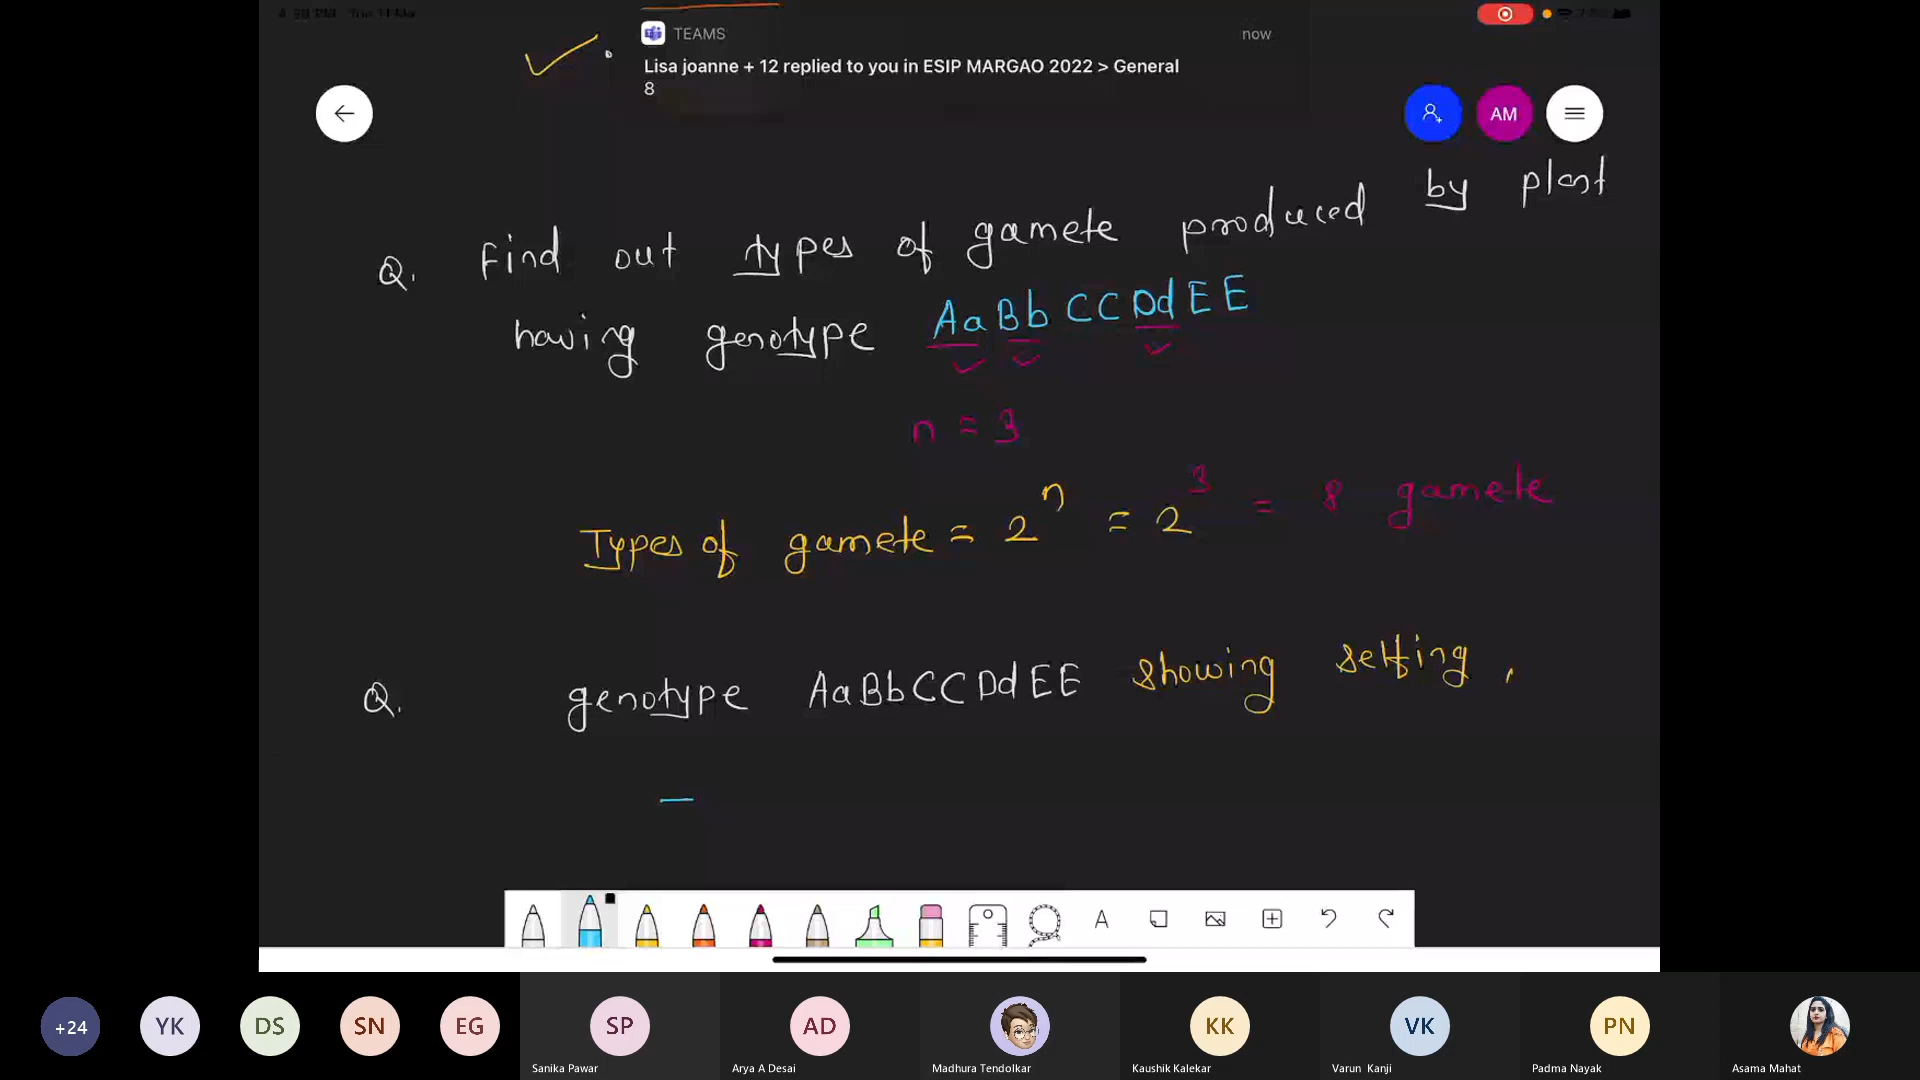 TEAMS
now
Lisa joanne + 12 replied to you in ESIP MARGAO 2022 > General
8
AM
Q. Find out types of gamete produced by plant
having genotype AaBbCCDdEE
n = 3
Types of gamete = 2^n = 2^3 = 8 gamete
Q. genotype AaBbCCDdEE showing selfing,
A
+24 YK DS SN EG SP AD KK VK PN
Sanika Pawar Arya A Desai Madhura Tendolkar Kaushik Kalekar Varun Kanji Padma Nayak Asama Mahat